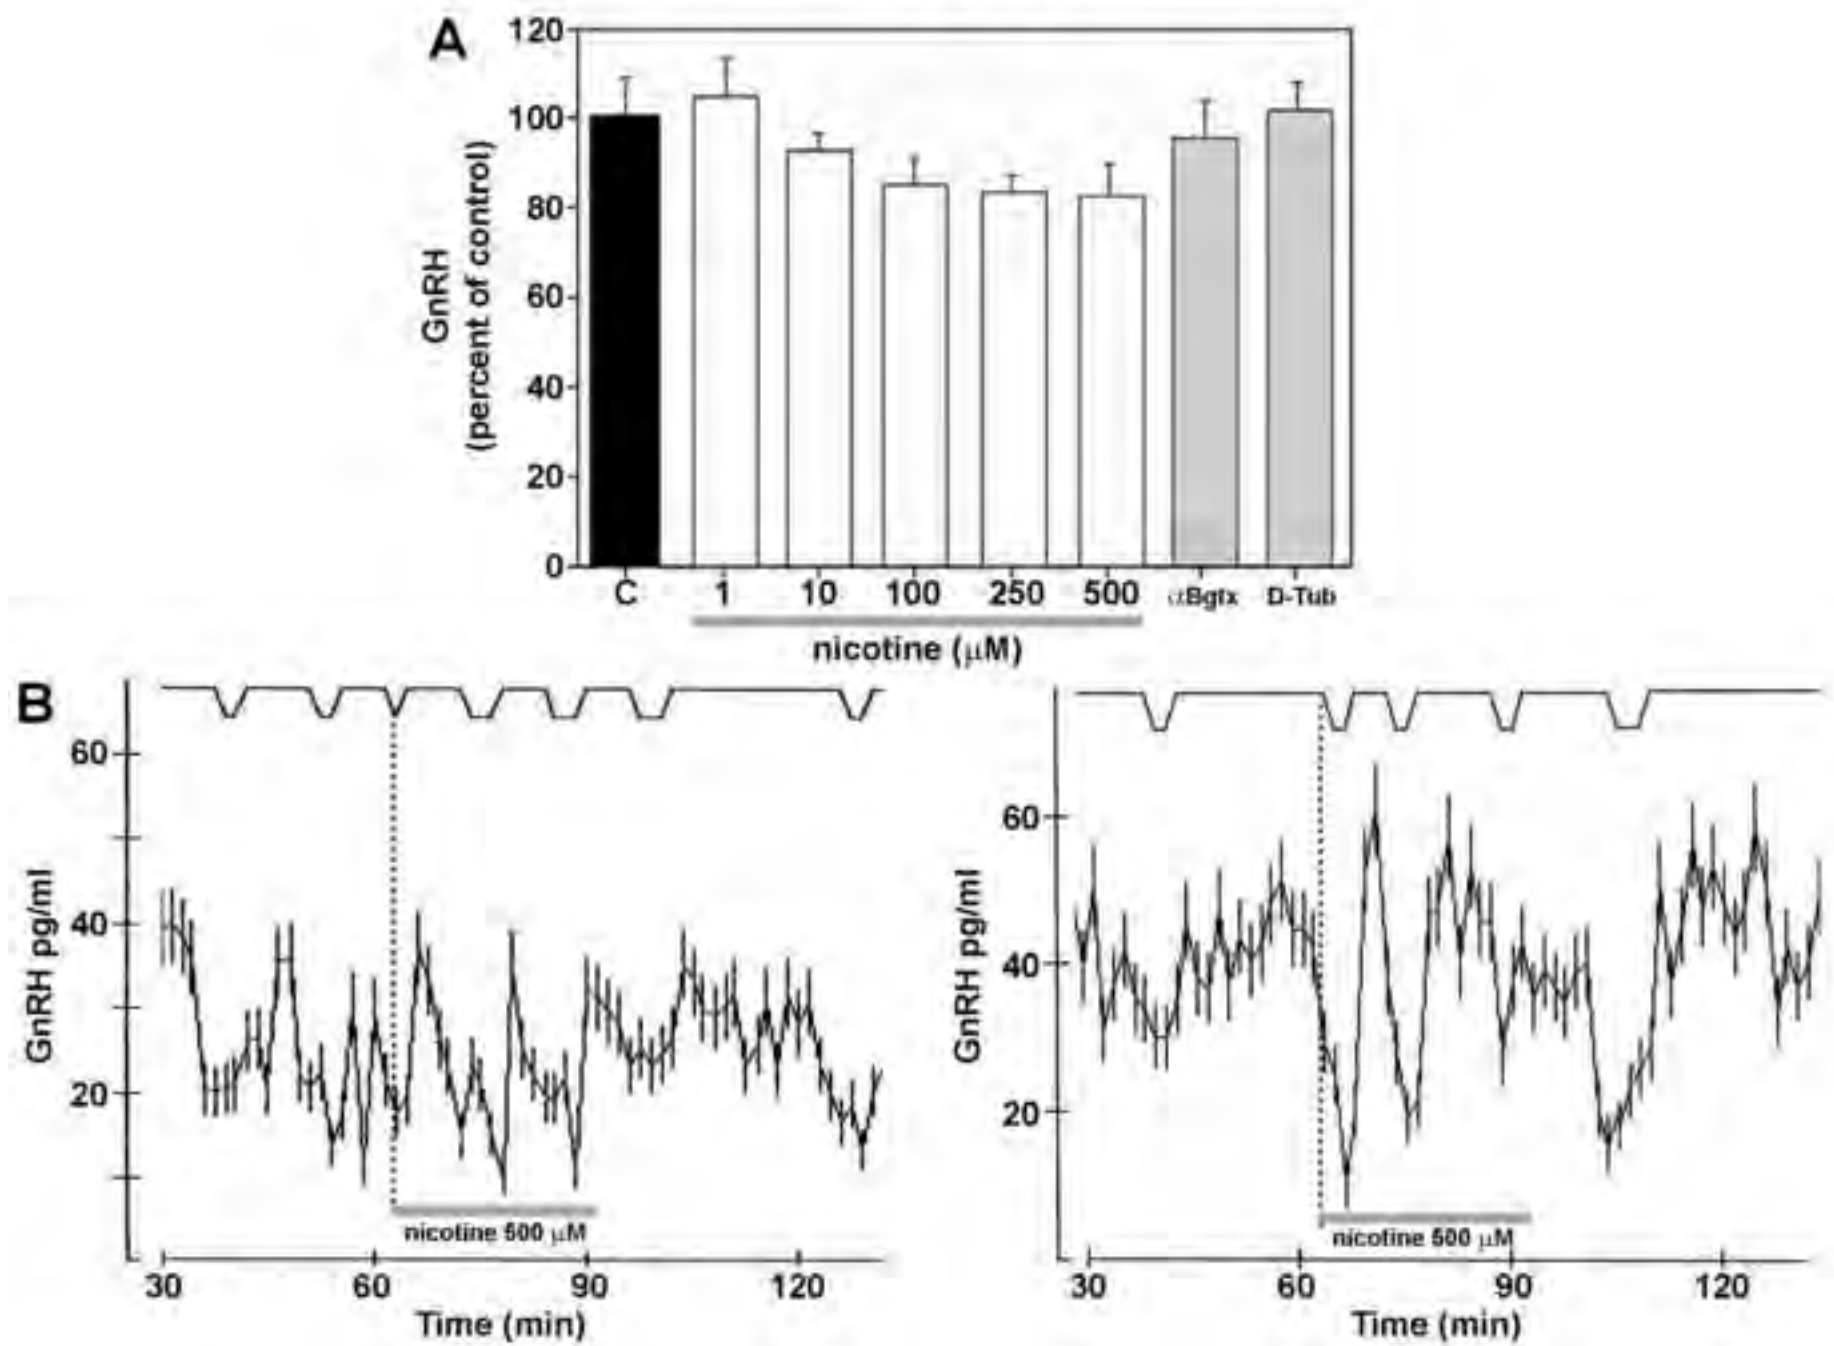 A
120
100
80
60
40
20
0
GnRH
(percent of control)
C 1 10 100 250 500 αBgtx D-Tub
nicotine (μM)
B
60
40
20
GnRH pg/ml
nicotine 500 μM
30 60 90 120
Time (min)
60
40
20
GnRH pg/ml
nicotine 500 μM
30 60 90 120
Time (min)